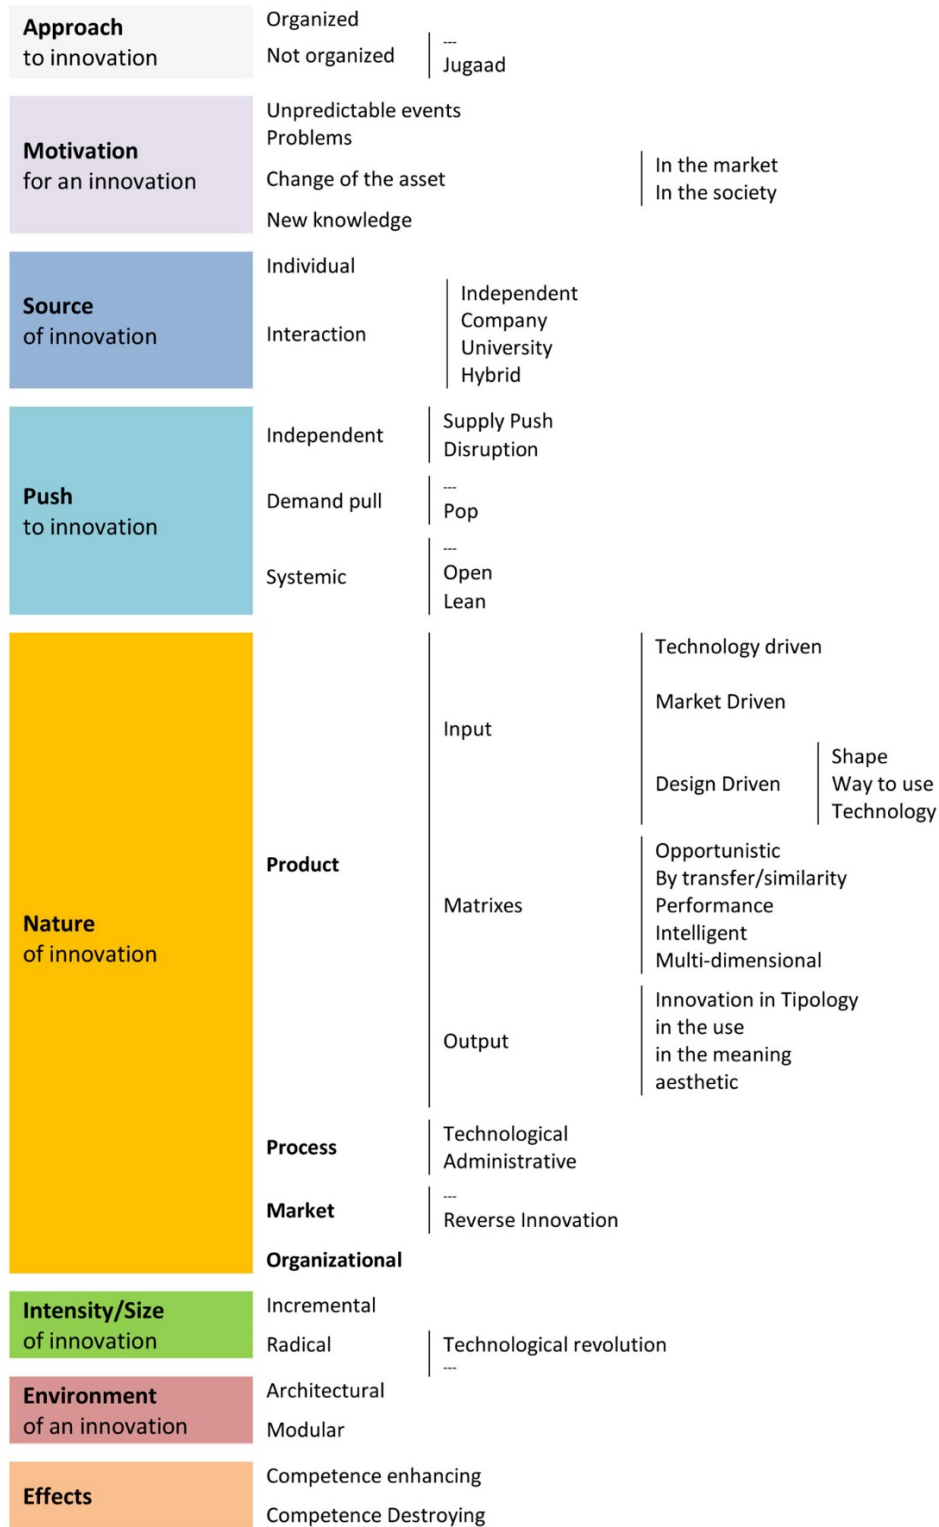 Approach
to innovation
Organized
Not organized
---
Jugaad
Motivation
for an innovation
Unpredictable events
Problems
Change of the asset
In the market
In the society
New knowledge
Source
of innovation
Individual
Interaction
Independent
Company
University
Hybrid
Push
to innovation
Independent
Supply Push
Disruption
Demand pull
---
Pop
Systemic
---
Open
Lean
Nature
of innovation
Product
Input
Technology driven
Market Driven
Design Driven
Shape
Way to use
Technology
Matrixes
Opportunistic
By transfer/similarity
Performance
Intelligent
Multi-dimensional
Output
Innovation in Tipology
in the use
in the meaning
aesthetic
Process
Technological
Administrative
Market
---
Reverse Innovation
Organizational
Intensity/Size
of innovation
Incremental
Radical
Technological revolution
---
Environment
of an innovation
Architectural
Modular
Effects
Competence enhancing
Competence Destroying